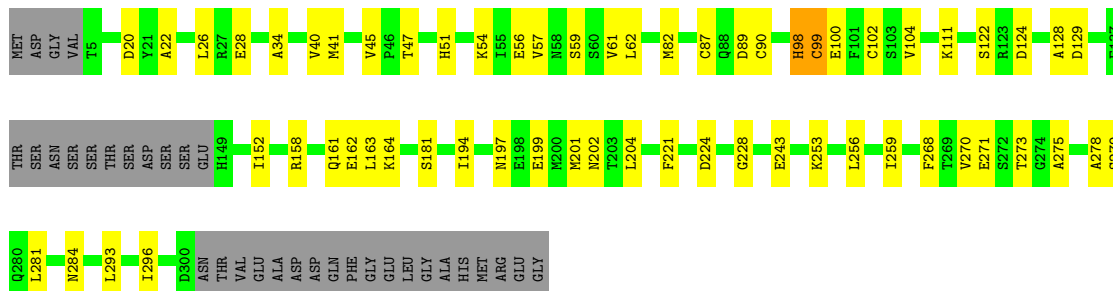 MET ASP GLY VAL T5 D20 Y21 A22 L26 R27 E28 A34 V40 M41 V45 P46 T47 H51 K54 I55 E56 V57 N58 S59 S60 V61 L62 M82 C87 Q88 D89 C90 H98 C99 E100 F101 C102 S103 V104 K111 S122 R123 D124 A128 D129
THR SER ASN SER SER THR SER ASP SER SER GLU H149 I152 R158 Q161 E162 L163 K164 S181 I194 N197 E198 E199 M200 M201 N202 T203 L204 F221 D224 G228 E243 K253 L256 I259 F268 T269 V270 E271 S272 T273 G274 A275 A278
Q280 L281 N284 L293 I296 D300 ASN THR VAL GLU ALA ASP ASP GLN PHE GLY GLU LEU GLY ALA HIS MET ARG GLU GLY